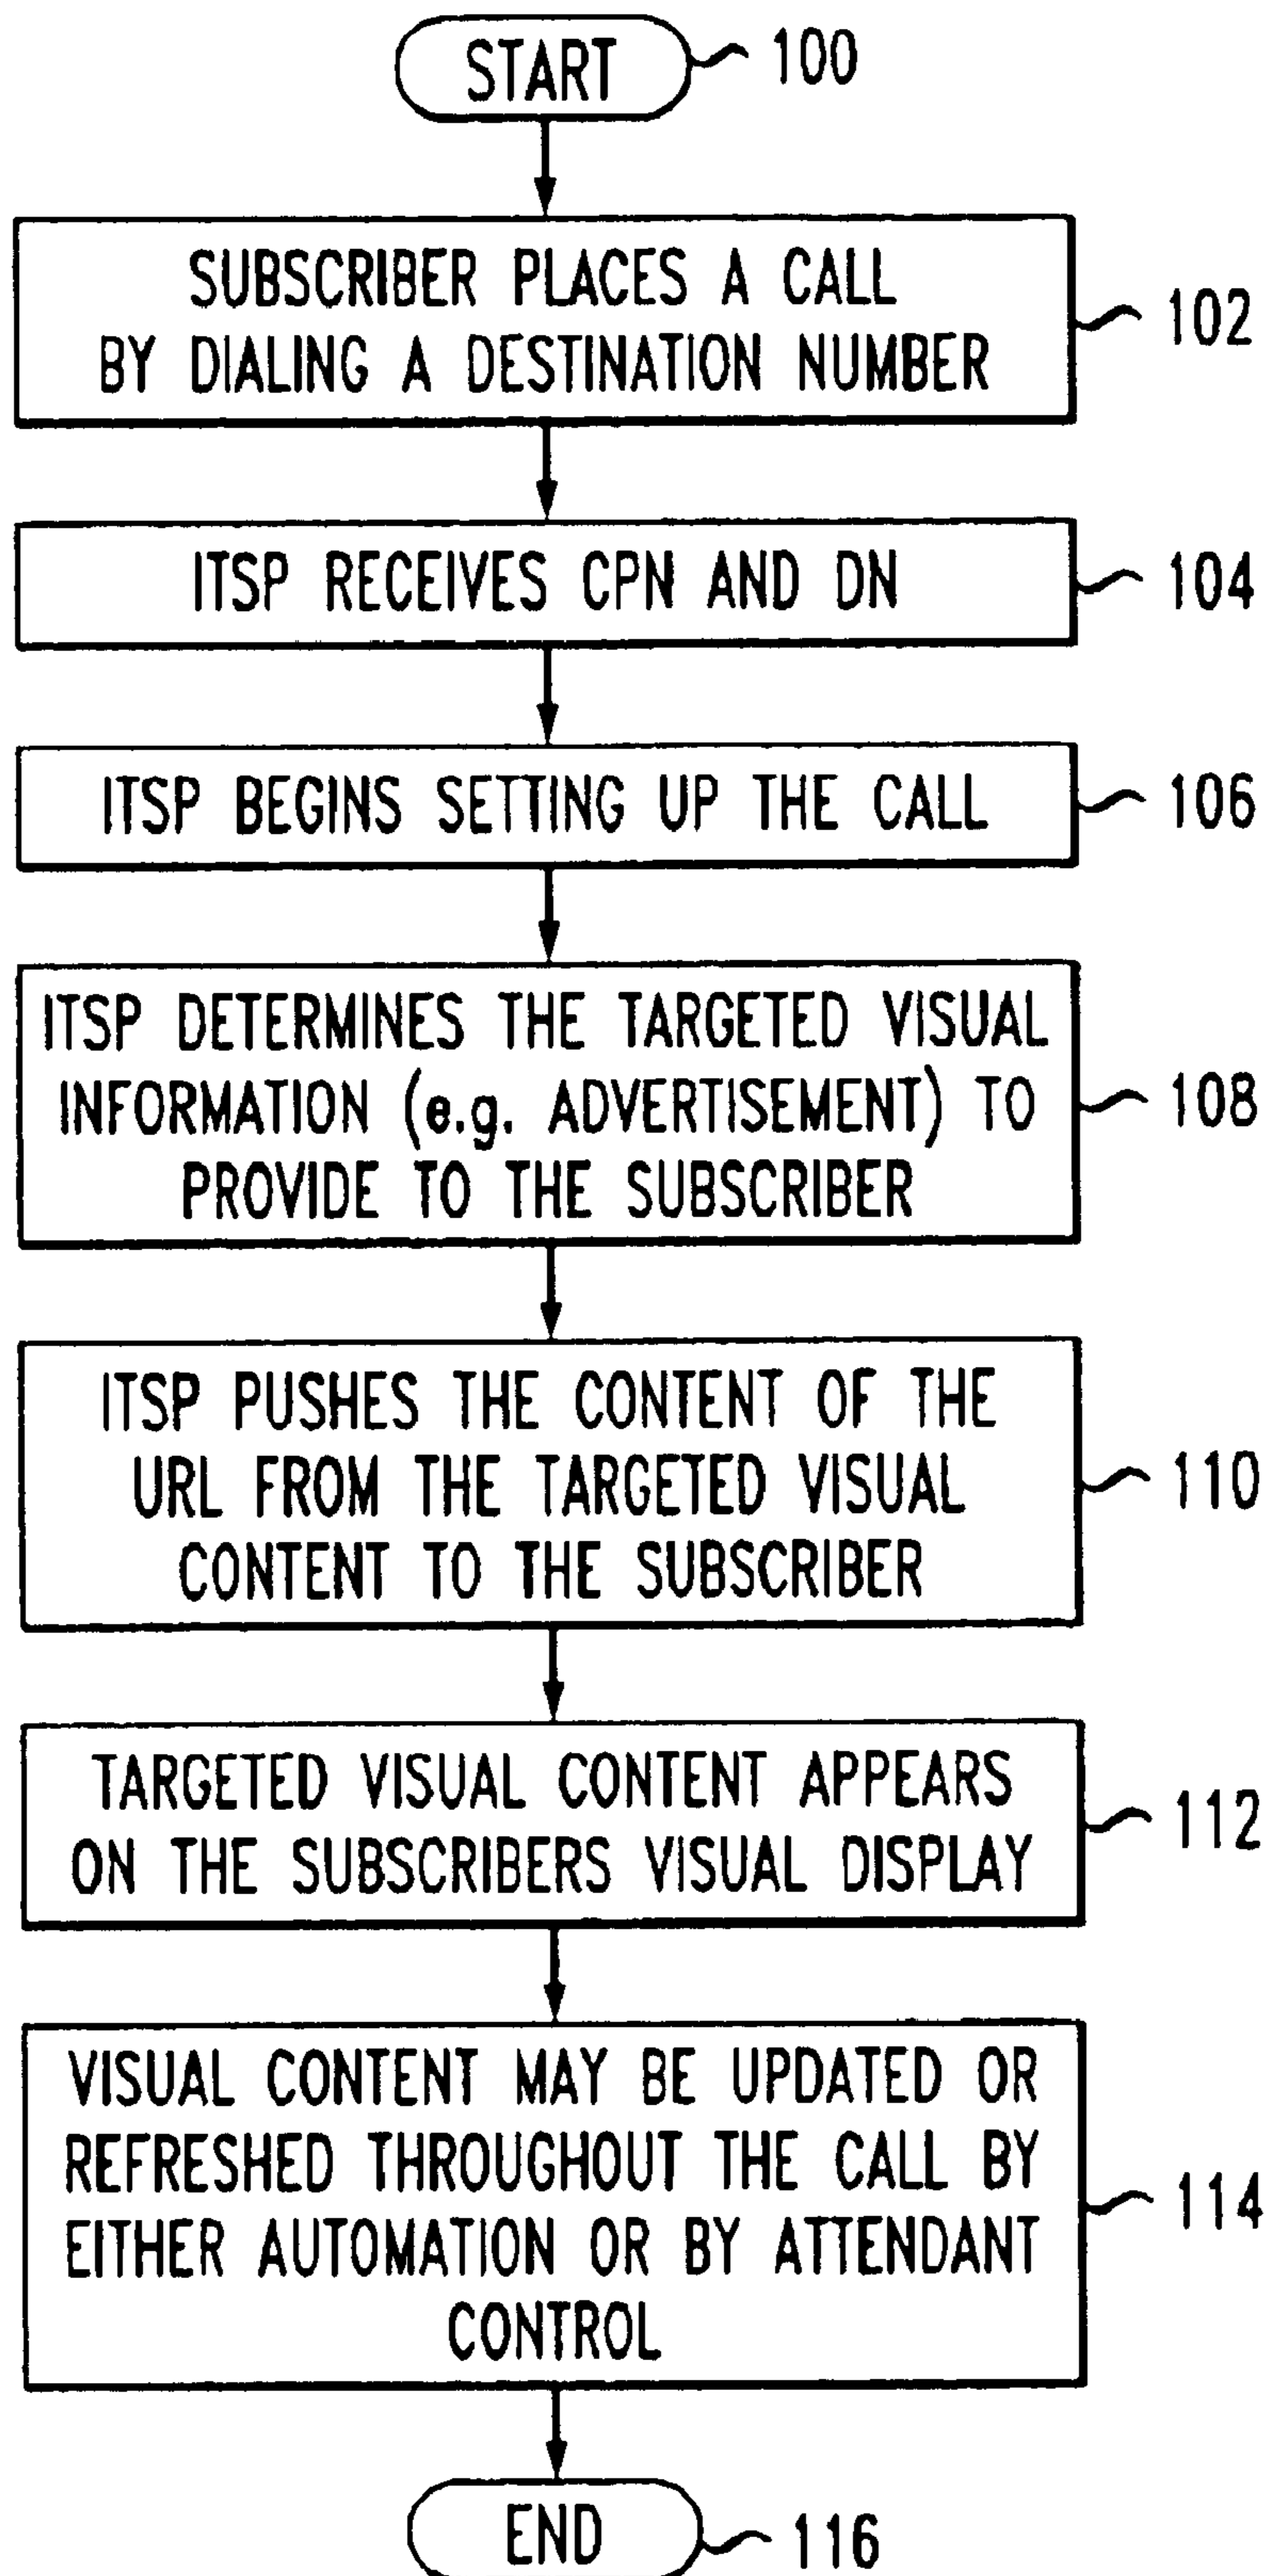 START
100
SUBSCRIBER PLACES A CALL
BY DIALING A DESTINATION NUMBER
102
ITSP RECEIVES CPN AND DN
104
ITSP BEGINS SETTING UP THE CALL
106
ITSP DETERMINES THE TARGETED VISUAL
INFORMATION (e.g. ADVERTISEMENT) TO
PROVIDE TO THE SUBSCRIBER
108
ITSP PUSHES THE CONTENT OF THE
URL FROM THE TARGETED VISUAL
CONTENT TO THE SUBSCRIBER
110
TARGETED VISUAL CONTENT APPEARS
ON THE SUBSCRIBERS VISUAL DISPLAY
112
VISUAL CONTENT MAY BE UPDATED OR
REFRESHED THROUGHOUT THE CALL BY
EITHER AUTOMATION OR BY ATTENDANT
CONTROL
114
END
116